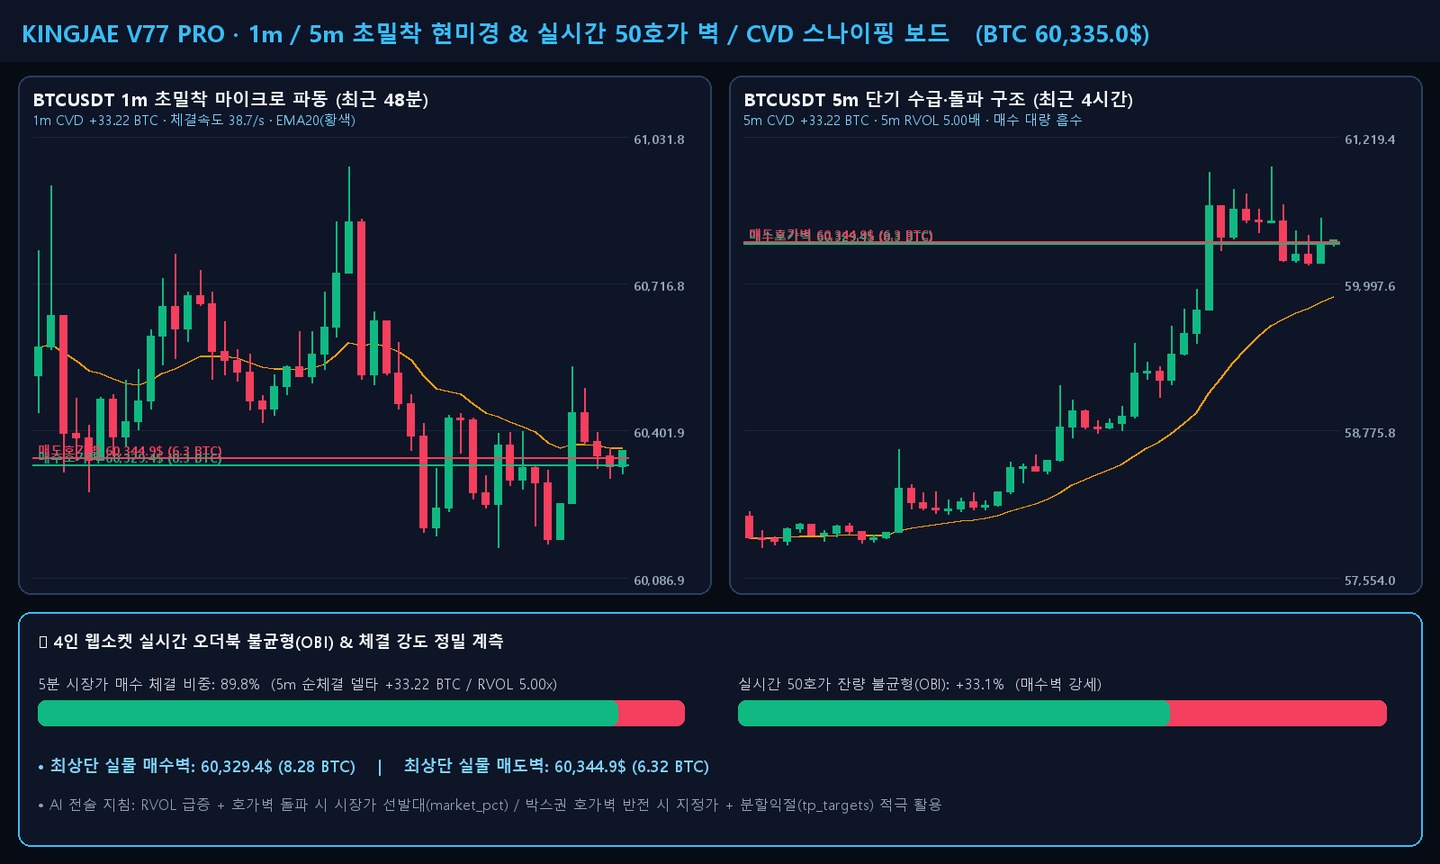 KINGJAE V77 PRO · 1m / 5m 초밀착 현미경 & 실시간 50호가 벽 / CVD 스나이핑 보드 (BTC 60,335.0$)
BTCUSDT 1m 초밀착 마이크로 파동 (최근 48분)
1m CVD +33.22 BTC · 체결속도 38.7/s · EMA20(황색)
61,031.8
60,716.8
60,401.9
60,086.9
매도호가벽 60,344.9$ (6.3 BTC)
BTCUSDT 5m 단기 수급·돌파 구조 (최근 4시간)
5m CVD +33.22 BTC · 5m RVOL 5.00배 · 매수 대량 흡수
61,219.4
59,997.6
58,775.8
57,554.0
매도호가벽 60,344.9$ (6.3 BTC)
4인 웹소켓 실시간 오더북 불균형(OBI) & 체결 강도 정밀 계측
5분 시장가 매수 체결 비중: 89.8% (5m 순체결 델타 +33.22 BTC / RVOL 5.00x)
실시간 50호가 잔량 불균형(OBI): +33.1% (매수벽 강세)
• 최상단 실물 매수벽: 60,329.4$ (8.28 BTC) | 최상단 실물 매도벽: 60,344.9$ (6.32 BTC)
• AI 전술 지침: RVOL 급증 + 호가벽 돌파 시 시장가 선발대(market_pct) / 박스권 호가벽 반전 시 지정가 + 분할익절(tp_targets) 적극 활용